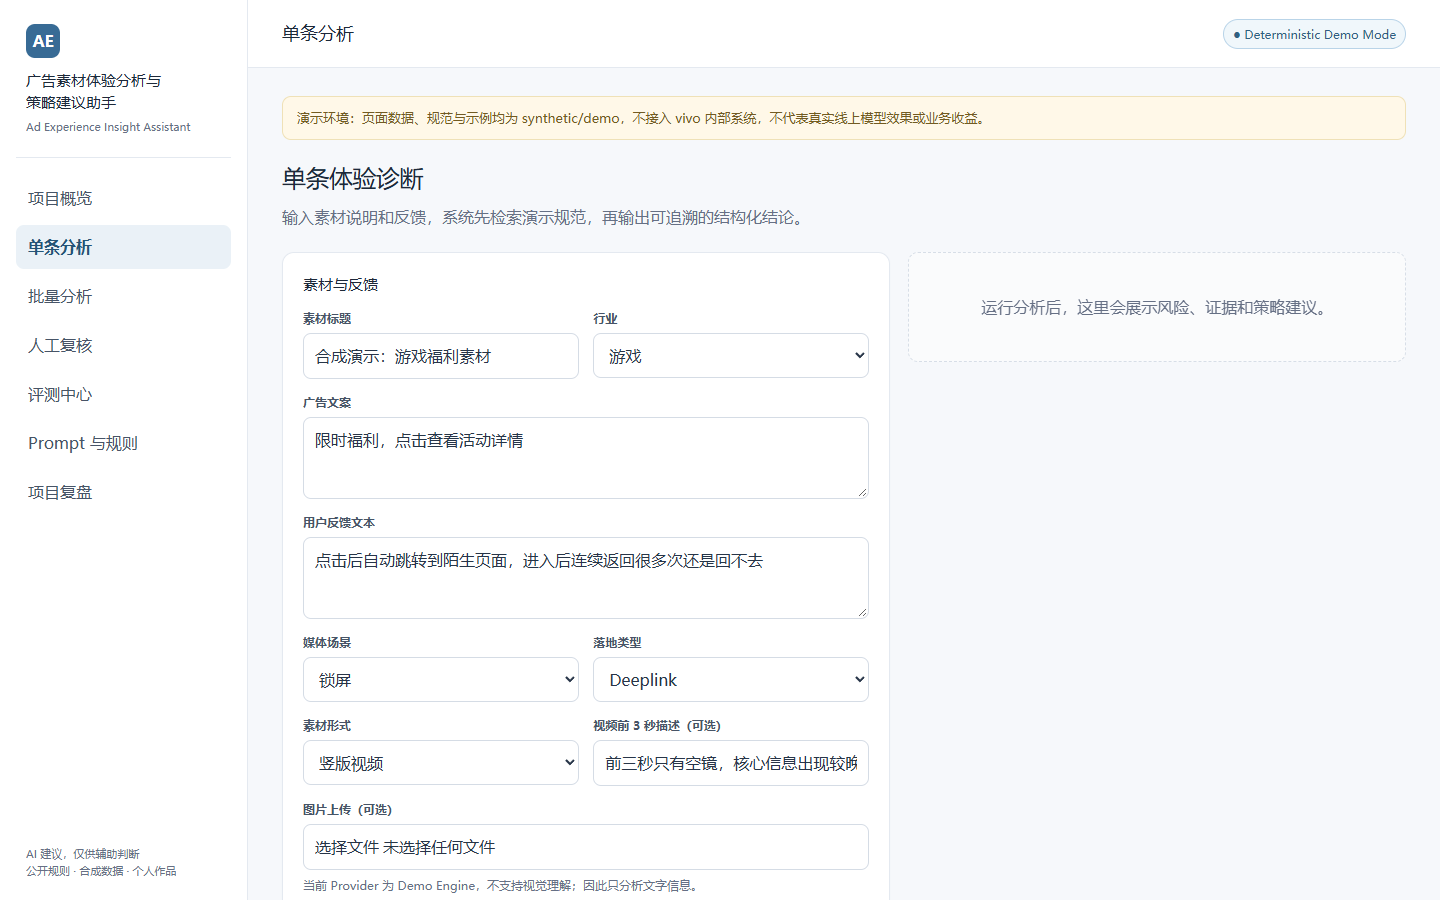 AE
广告素材体验分析与
策略建议助手
Ad Experience Insight Assistant
项目概览
单条分析
批量分析
人工复核
评测中心
Prompt 与规则
项目复盘
AI 建议，仅供辅助判断
公开规则 · 合成数据 · 个人作品
单条分析
● Deterministic Demo Mode
演示环境：页面数据、规范与示例均为 synthetic/demo，不接入 vivo 内部系统，不代表真实线上模型效果或业务收益。
单条体验诊断
输入素材说明和反馈，系统先检索演示规范，再输出可追溯的结构化结论。
素材与反馈
素材标题
行业
合成演示：游戏福利素材
游戏
广告文案
限时福利，点击查看活动详情
用户反馈文本
点击后自动跳转到陌生页面，进入后连续返回很多次还是回不去
媒体场景
落地类型
锁屏
Deeplink
素材形式
视频前 3 秒描述（可选）
竖版视频
前三秒只有空镜，核心信息出现较晚
图片上传（可选）
选择文件 未选择任何文件
当前 Provider 为 Demo Engine，不支持视觉理解；因此只分析文字信息。
运行分析后，这里会展示风险、证据和策略建议。